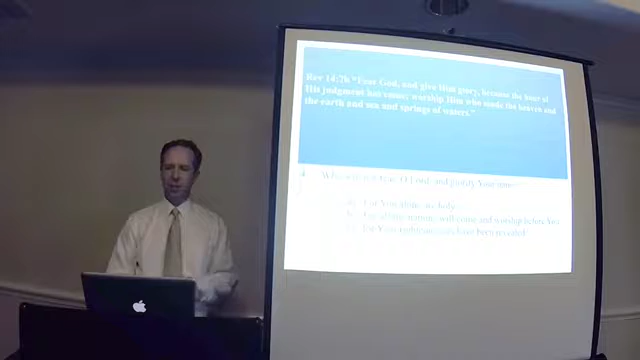 Rev 14:7b "Fear God, and give Him glory, because the hour of
His judgment has come; worship Him who made the heaven and
the earth and sea and springs of waters."
4 Who will not fear, O Lord, and glorify Your name?
a) For You alone are holy
b) For all the nations will come and worship before You
c) For Your righteous acts have been revealed